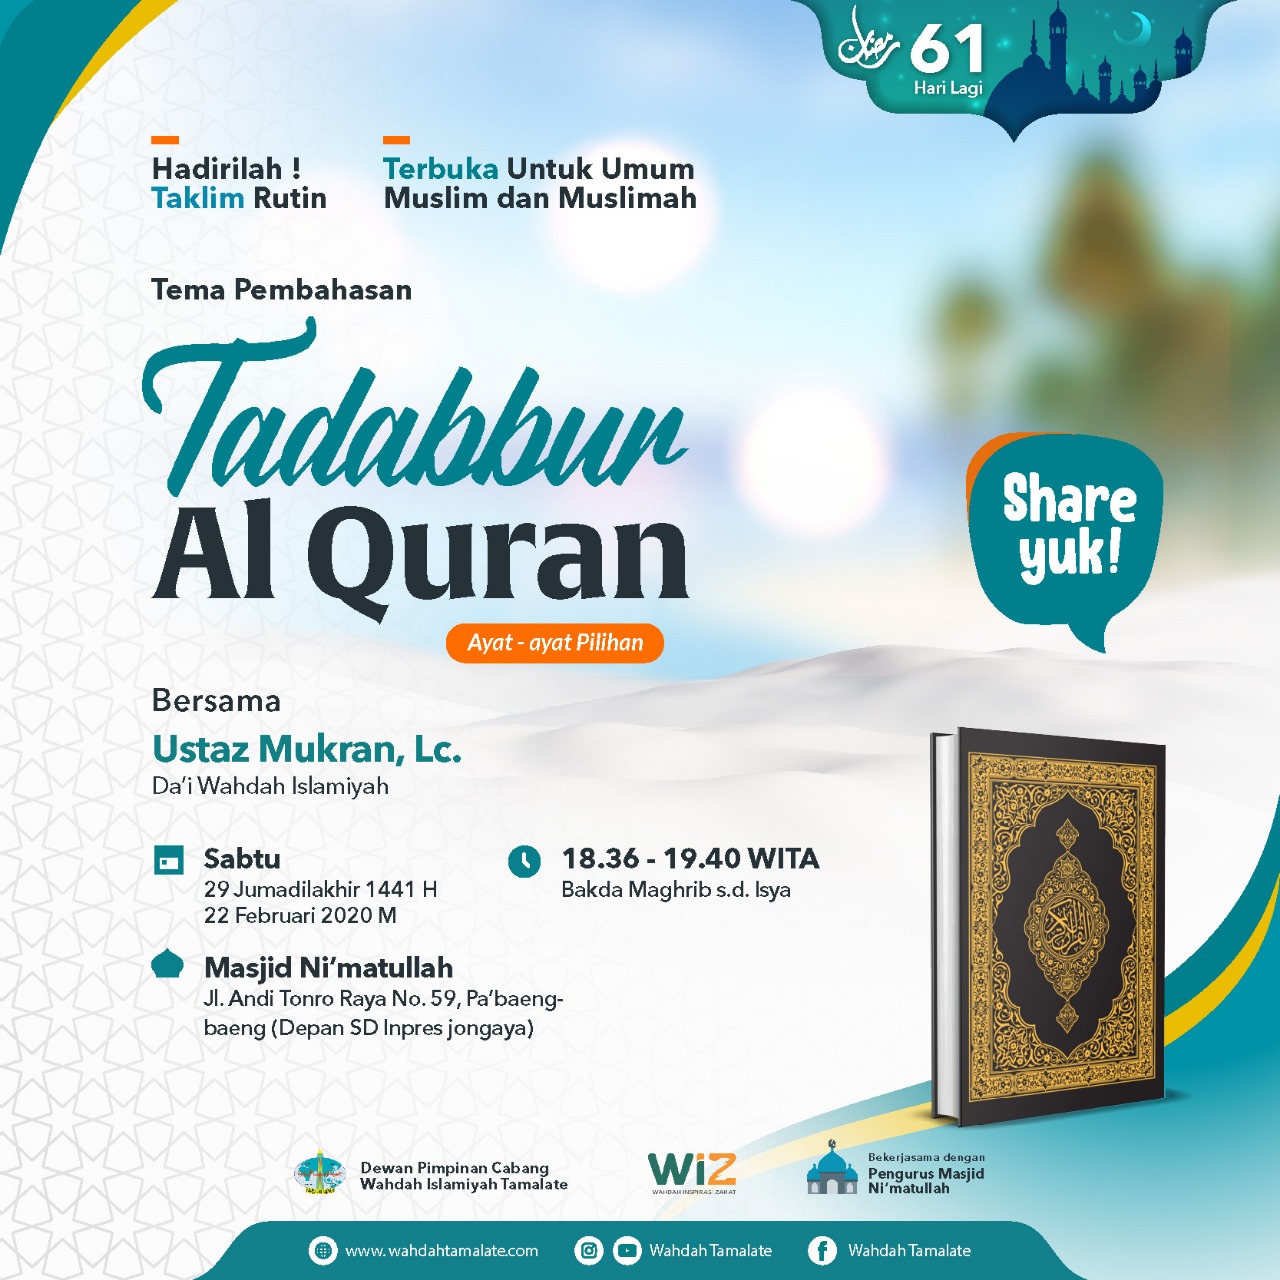 رمضان
61
Hari Lagi
Hadirilah !
Taklim Rutin
Terbuka Untuk Umum
Muslim dan Muslimah
Tema Pembahasan
Tadabbur
Al Quran
Ayat - ayat Pilihan
Share
yuk!
Bersama
Ustaz Mukran, Lc.
Da'i Wahdah Islamiyah
Sabtu
29 Jumadilakhir 1441 H
22 Februari 2020 M
18.36 - 19.40 WITA
Bakda Maghrib s.d. Isya
Masjid Ni'matullah
Jl. Andi Tonro Raya No. 59, Pa'baeng-
baeng (Depan SD Inpres jongaya)
Dewan Pimpinan Cabang
Wahdah Islamiyah Tamalate
WiZ
WAHDAH INSPIRASI ZAKAT
Bekerjasama dengan
Pengurus Masjid
Ni'matullah
www.wahdahtamalate.com
Wahdah Tamalate
Wahdah Tamalate